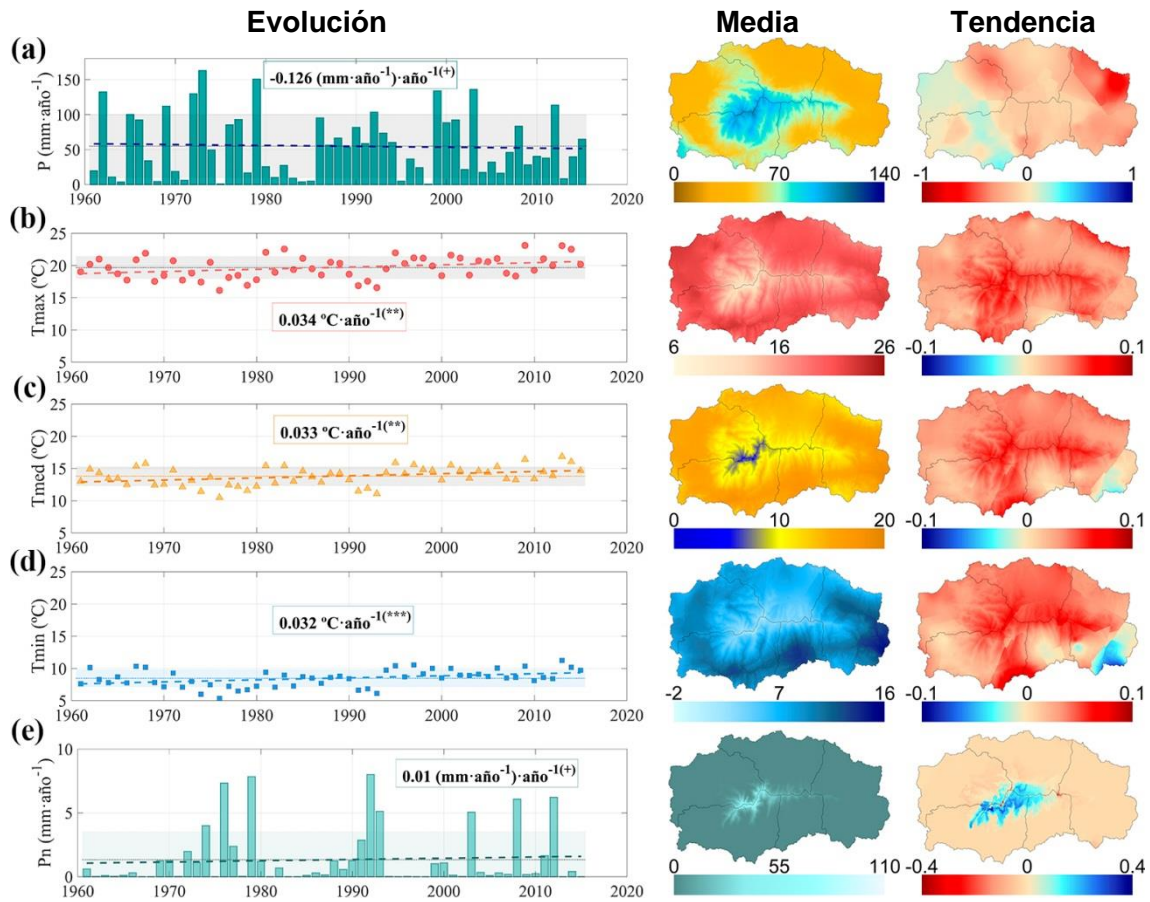 Evolución Media Tendencia
(a)
P (mm·año⁻¹)
150
100
50
0
-0.126 (mm·año⁻¹)·año⁻¹⁽⁺⁾
1960 1970 1980 1990 2000 2010 2020
0 70 140
-1 0 1
(b)
Tmax (ºC)
25
20
15
10
5
0.034 ºC·año⁻¹⁽**⁾
1960 1970 1980 1990 2000 2010 2020
6 16 26
-0.1 0 0.1
(c)
Tmed (ºC)
25
20
15
10
5
0.033 ºC·año⁻¹⁽**⁾
1960 1970 1980 1990 2000 2010 2020
0 10 20
-0.1 0 0.1
(d)
Tmin (ºC)
25
20
15
10
5
0.032 ºC·año⁻¹⁽***⁾
1960 1970 1980 1990 2000 2010 2020
-2 7 16
-0.1 0 0.1
(e)
Pn (mm·año⁻¹)
10
5
0
0.01 (mm·año⁻¹)·año⁻¹⁽⁺⁾
1960 1970 1980 1990 2000 2010 2020
0 55 110
-0.4 0 0.4